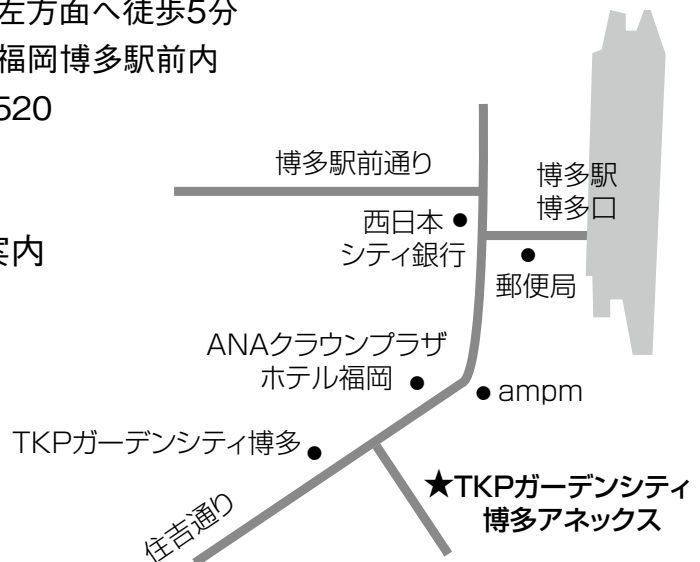 左方面へ徒歩5分
福岡博多駅前内
520
案内
博多駅前通り
博多駅
博多口
西日本
シティ銀行
郵便局
ANAクラウンプラザ
ホテル福岡
ampm
TKPガーデンシティ博多
★TKPガーデンシティ
博多アネックス
住吉通り